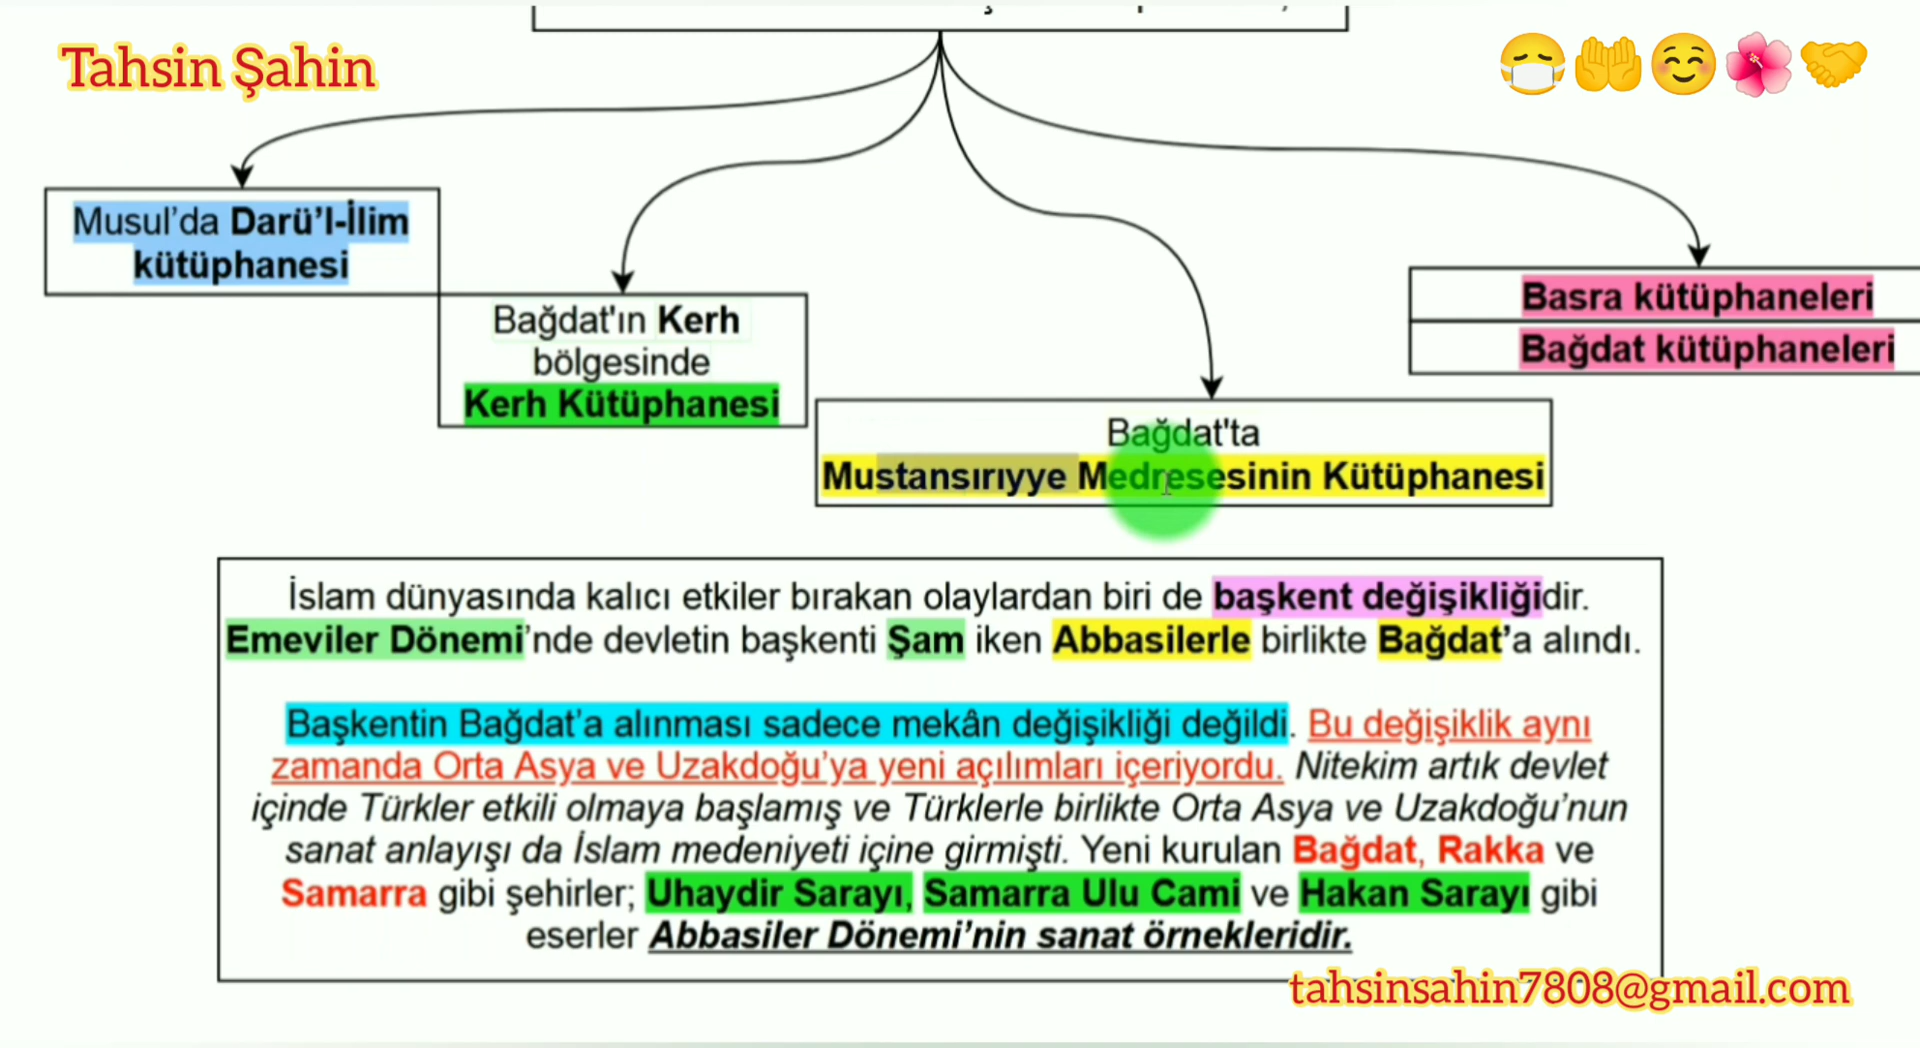 Tahsin Şahin
Musul’da Darü’l-İlim
kütüphanesi
Bağdat'ın Kerh
bölgesinde
Kerh Kütüphanesi
Bağdat'ta
Mustansırıyye Medresesinin Kütüphanesi
Basra kütüphaneleri
Bağdat kütüphaneleri
İslam dünyasında kalıcı etkiler bırakan olaylardan biri de başkent değişikliğidir.
Emeviler Dönemi’nde devletin başkenti Şam iken Abbasilerle birlikte Bağdat’a alındı.
Başkentin Bağdat’a alınması sadece mekân değişikliği değildi. Bu değişiklik aynı
zamanda Orta Asya ve Uzakdoğu’ya yeni açılımları içeriyordu. Nitekim artık devlet
içinde Türkler etkili olmaya başlamış ve Türklerle birlikte Orta Asya ve Uzakdoğu’nun
sanat anlayışı da İslam medeniyeti içine girmişti. Yeni kurulan Bağdat, Rakka ve
Samarra gibi şehirler; Uhaydir Sarayı, Samarra Ulu Cami ve Hakan Sarayı gibi
eserler Abbasiler Dönemi’nin sanat örnekleridir.
tahsinsahin7808@gmail.com